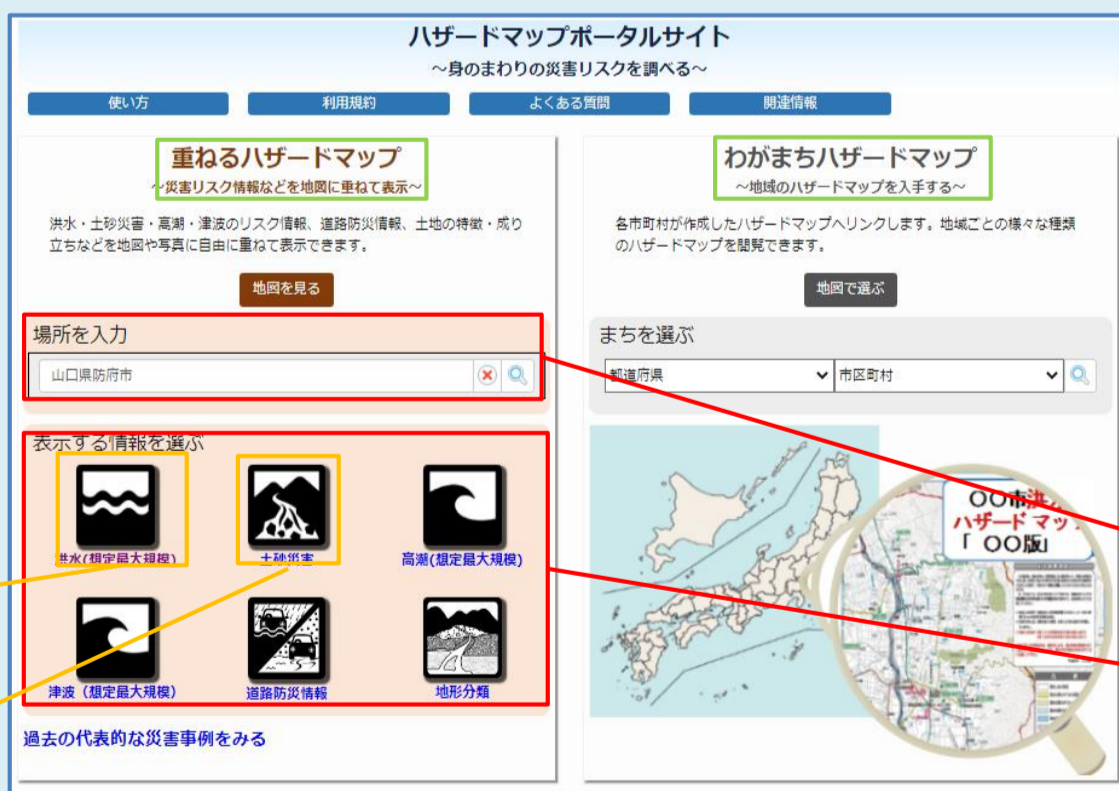 ハザードマップポータルサイト
～身のまわりの災害リスクを調べる～
使い方
利用規約
よくある質問
関連情報
重ねるハザードマップ
～災害リスク情報などを地図に重ねて表示～
洪水・土砂災害・高潮・津波のリスク情報、道路防災情報、土地の特徴・成り
立ちなどを地図や写真に自由に重ねて表示できます。
地図を見る
場所を入力
山口県防府市
表示する情報を選ぶ
洪水(想定最大規模)
土砂災害
高潮(想定最大規模)
津波（想定最大規模)
道路防災情報
地形分類
過去の代表的な災害事例をみる
わがまちハザードマップ
～地域のハザードマップを入手する～
各市町村が作成したハザードマップへリンクします。地域ごとの様々な種類
のハザードマップを閲覧できます。
地図で選ぶ
まちを選ぶ
都道府県
市区町村
〇〇市洪
ハザードマッ
「 〇〇版」